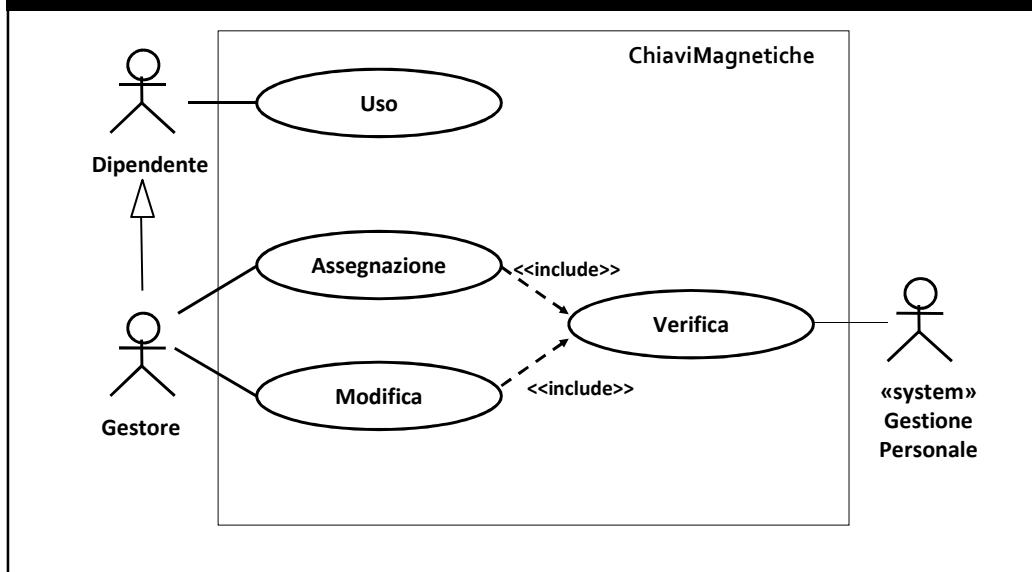 ChiaviMagnetiche
Uso
Dipendente
Assegnazione
<<include>>
Verifica
Modifica
<<include>>
Gestore
«system»
Gestione
Personale